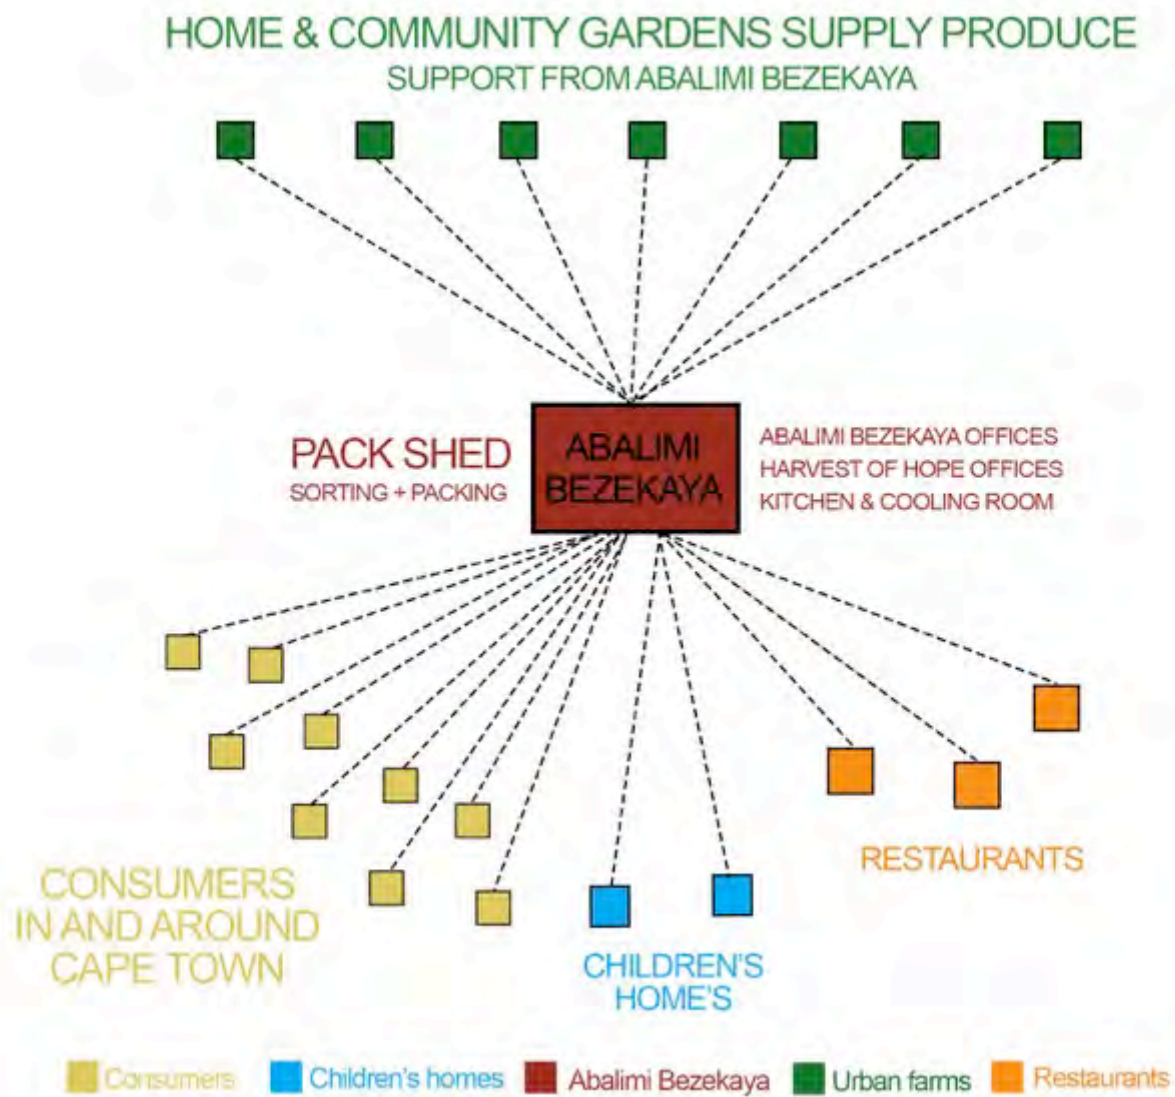 HOME & COMMUNITY GARDENS SUPPLY PRODUCE
SUPPORT FROM ABALIMI BEZEKAYA
PACK SHED
SORTING + PACKING
ABALIMI
BEZEKAYA
ABALIMI BEZEKAYA OFFICES
HARVEST OF HOPE OFFICES
KITCHEN & COOLING ROOM
RESTAURANTS
CONSUMERS
IN AND AROUND
CAPE TOWN
CHILDREN'S
HOME'S
Consumers
Children's homes
Abalimi Bezekaya
Urban farms
Restaurants